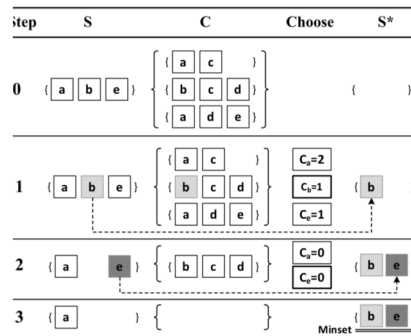 Step S C Choose S*
{ a c }
0 { a b e } { { b c d } } { }
{ a d e }
{ a c } Ca=2
1 { a b e } { { b c d } } Cb=1 { b }
{ a d e } Ce=1
Ca=0
2 { a e } { { b c d } } Ce=0 { b e }
3 { a } { } { b e
Minset